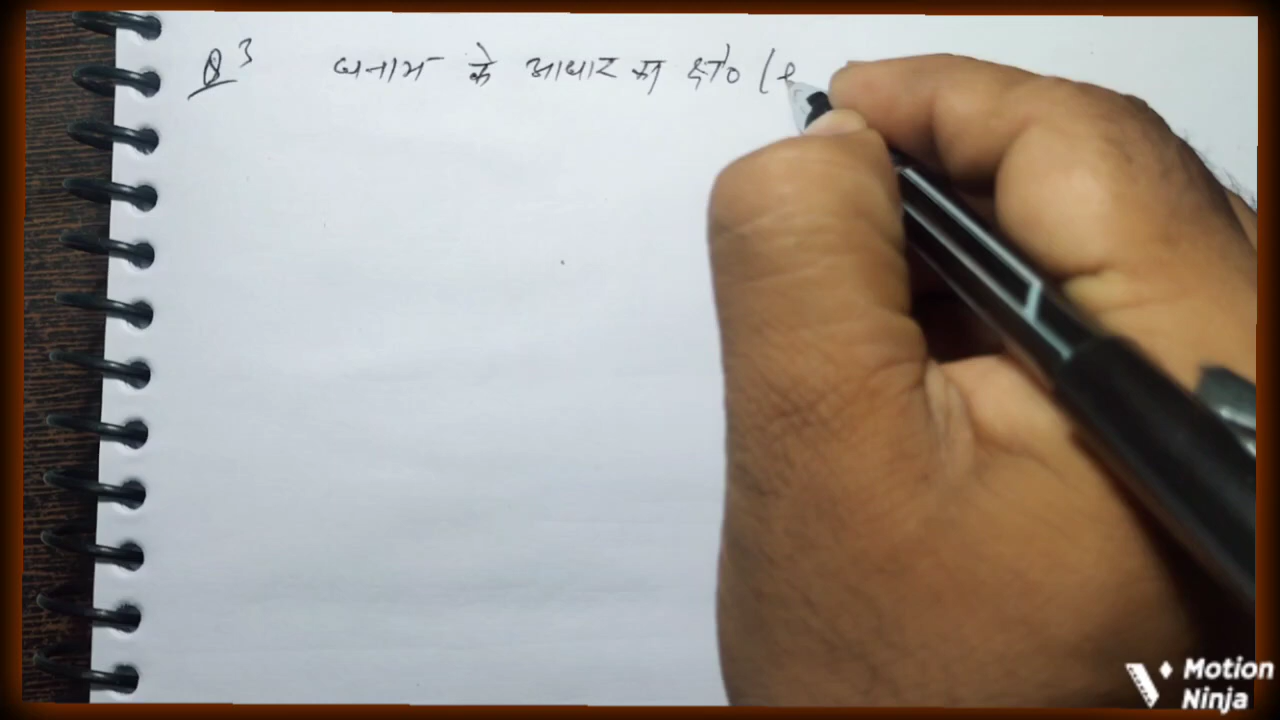 Q3 बनाभ के आधार का क्षे० (
Motion
Ninja